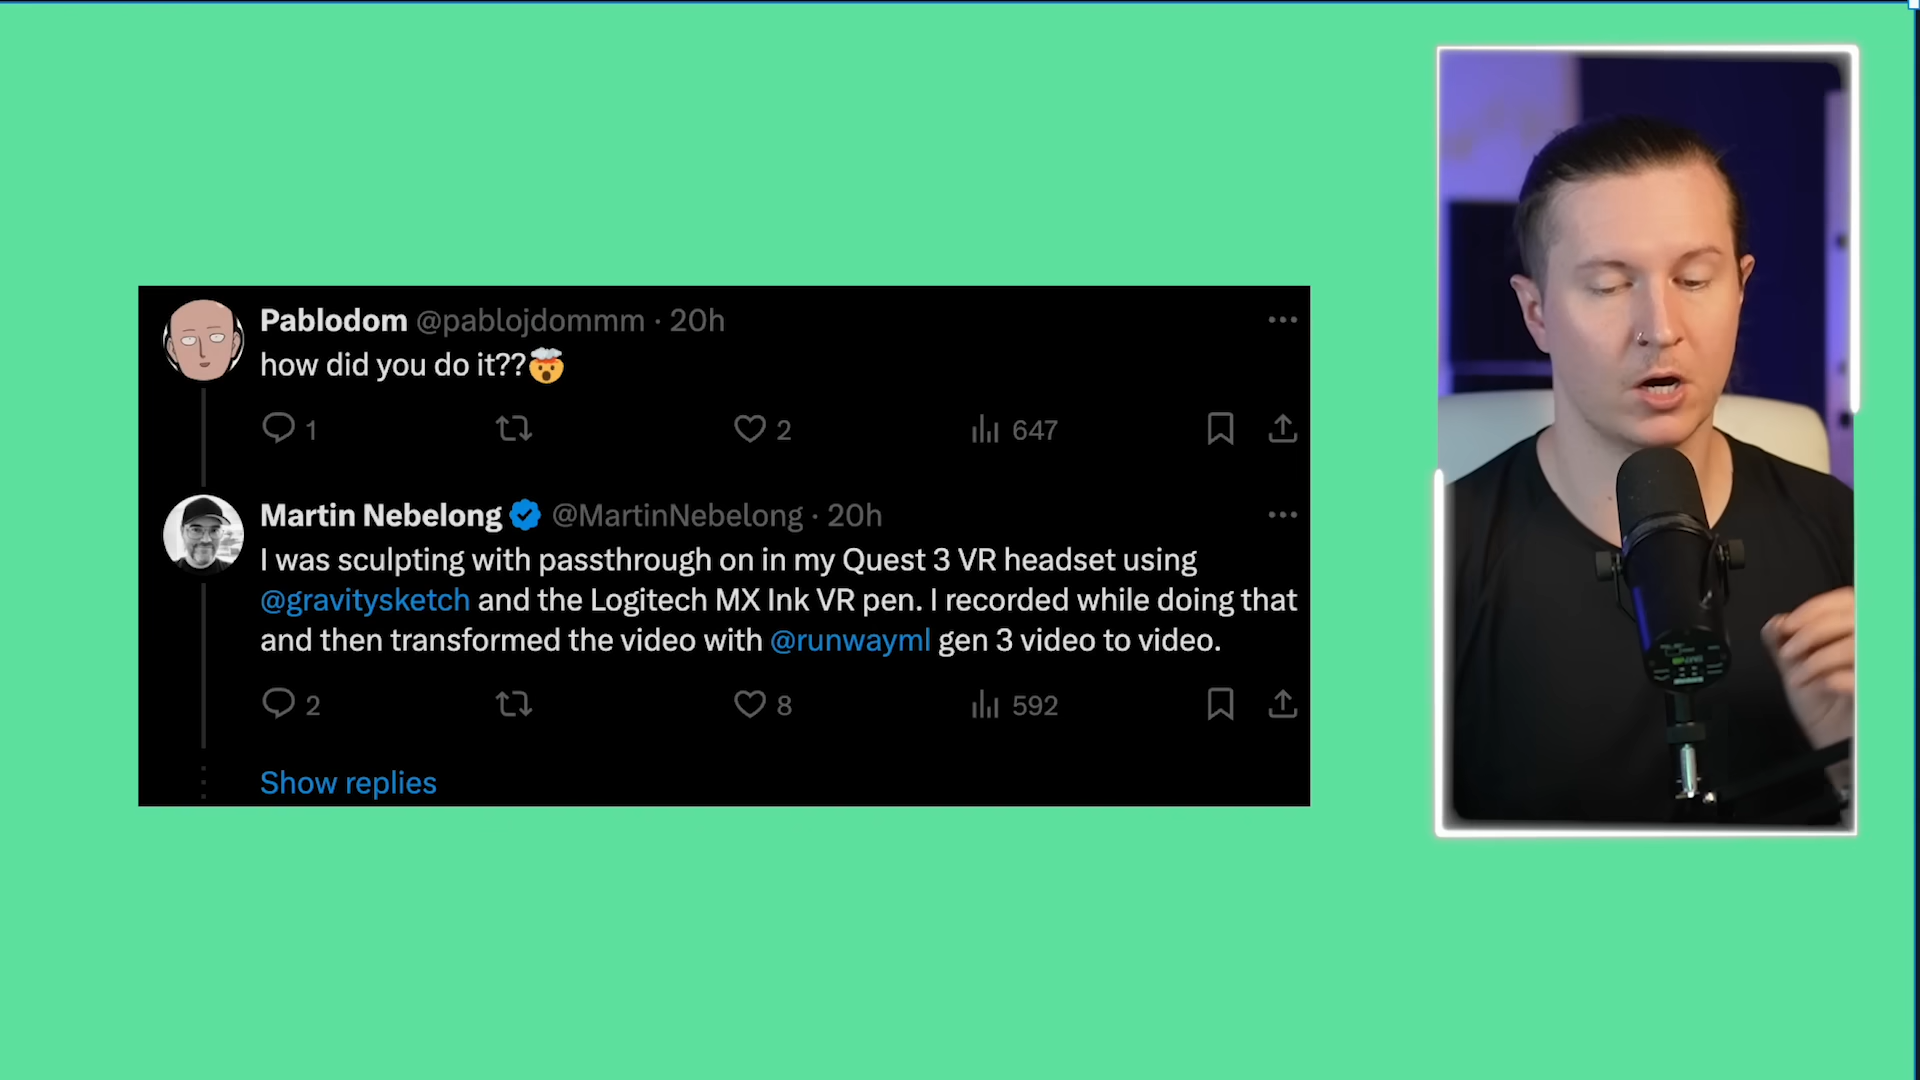 Pablodom @pablojdommm · 20h
how did you do it??🤯
1 2 647
Martin Nebelong @MartinNebelong · 20h
I was sculpting with passthrough on in my Quest 3 VR headset using
@gravitysketch and the Logitech MX Ink VR pen. I recorded while doing that
and then transformed the video with @runwayml gen 3 video to video.
2 8 592
Show replies